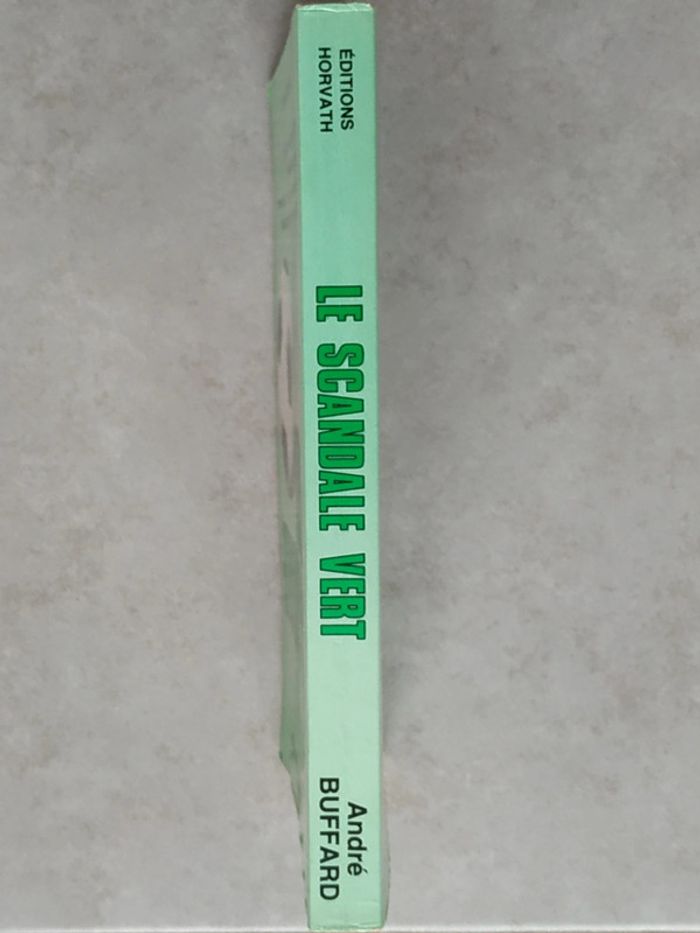 ÉDITIONS
HORVATH
LE SCANDALE VERT
André
BUFFARD